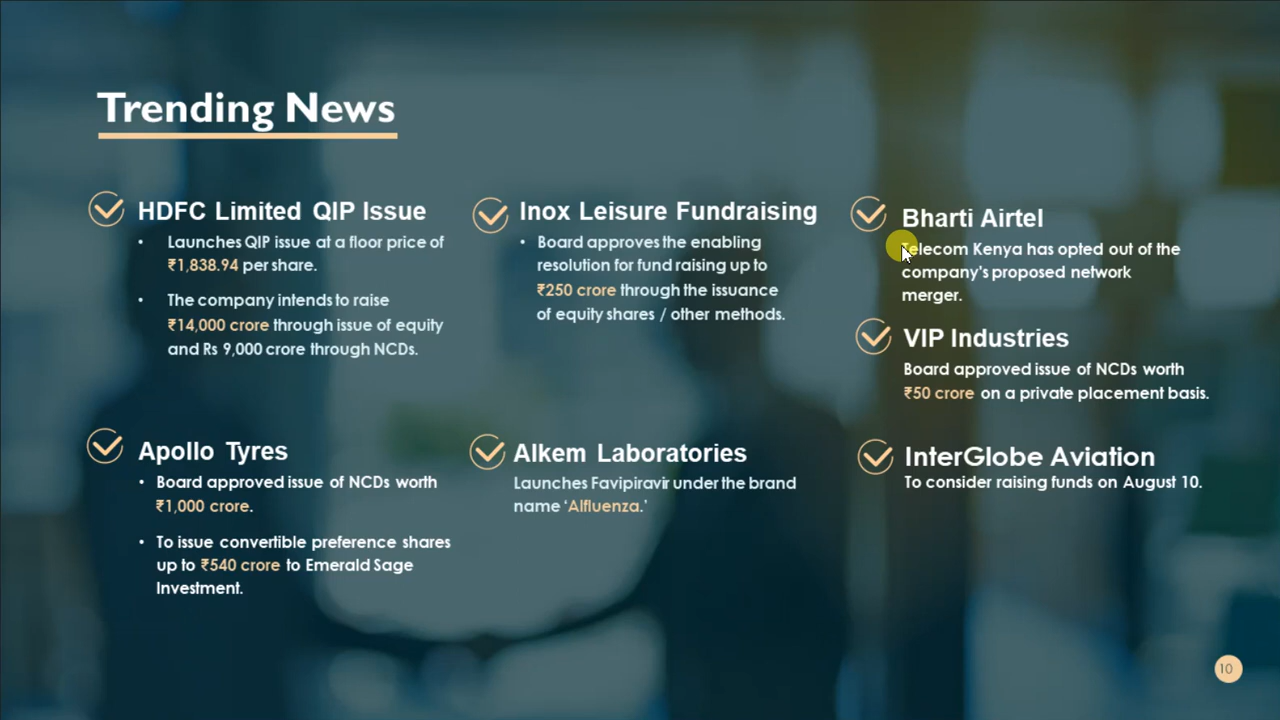 Trending News
HDFC Limited QIP Issue
• Launches QIP issue at a floor price of
₹1,838.94 per share.
• The company intends to raise
₹14,000 crore through issue of equity
and Rs 9,000 crore through NCDs.
Inox Leisure Fundraising
• Board approves the enabling
resolution for fund raising up to
₹250 crore through the issuance
of equity shares / other methods.
Bharti Airtel
Telecom Kenya has opted out of the
company's proposed network
merger.
VIP Industries
Board approved issue of NCDs worth
₹50 crore on a private placement basis.
Apollo Tyres
• Board approved issue of NCDs worth
₹1,000 crore.
• To issue convertible preference shares
up to ₹540 crore to Emerald Sage
Investment.
Alkem Laboratories
Launches Favipiravir under the brand
name 'Alfluenza.'
InterGlobe Aviation
To consider raising funds on August 10.
10